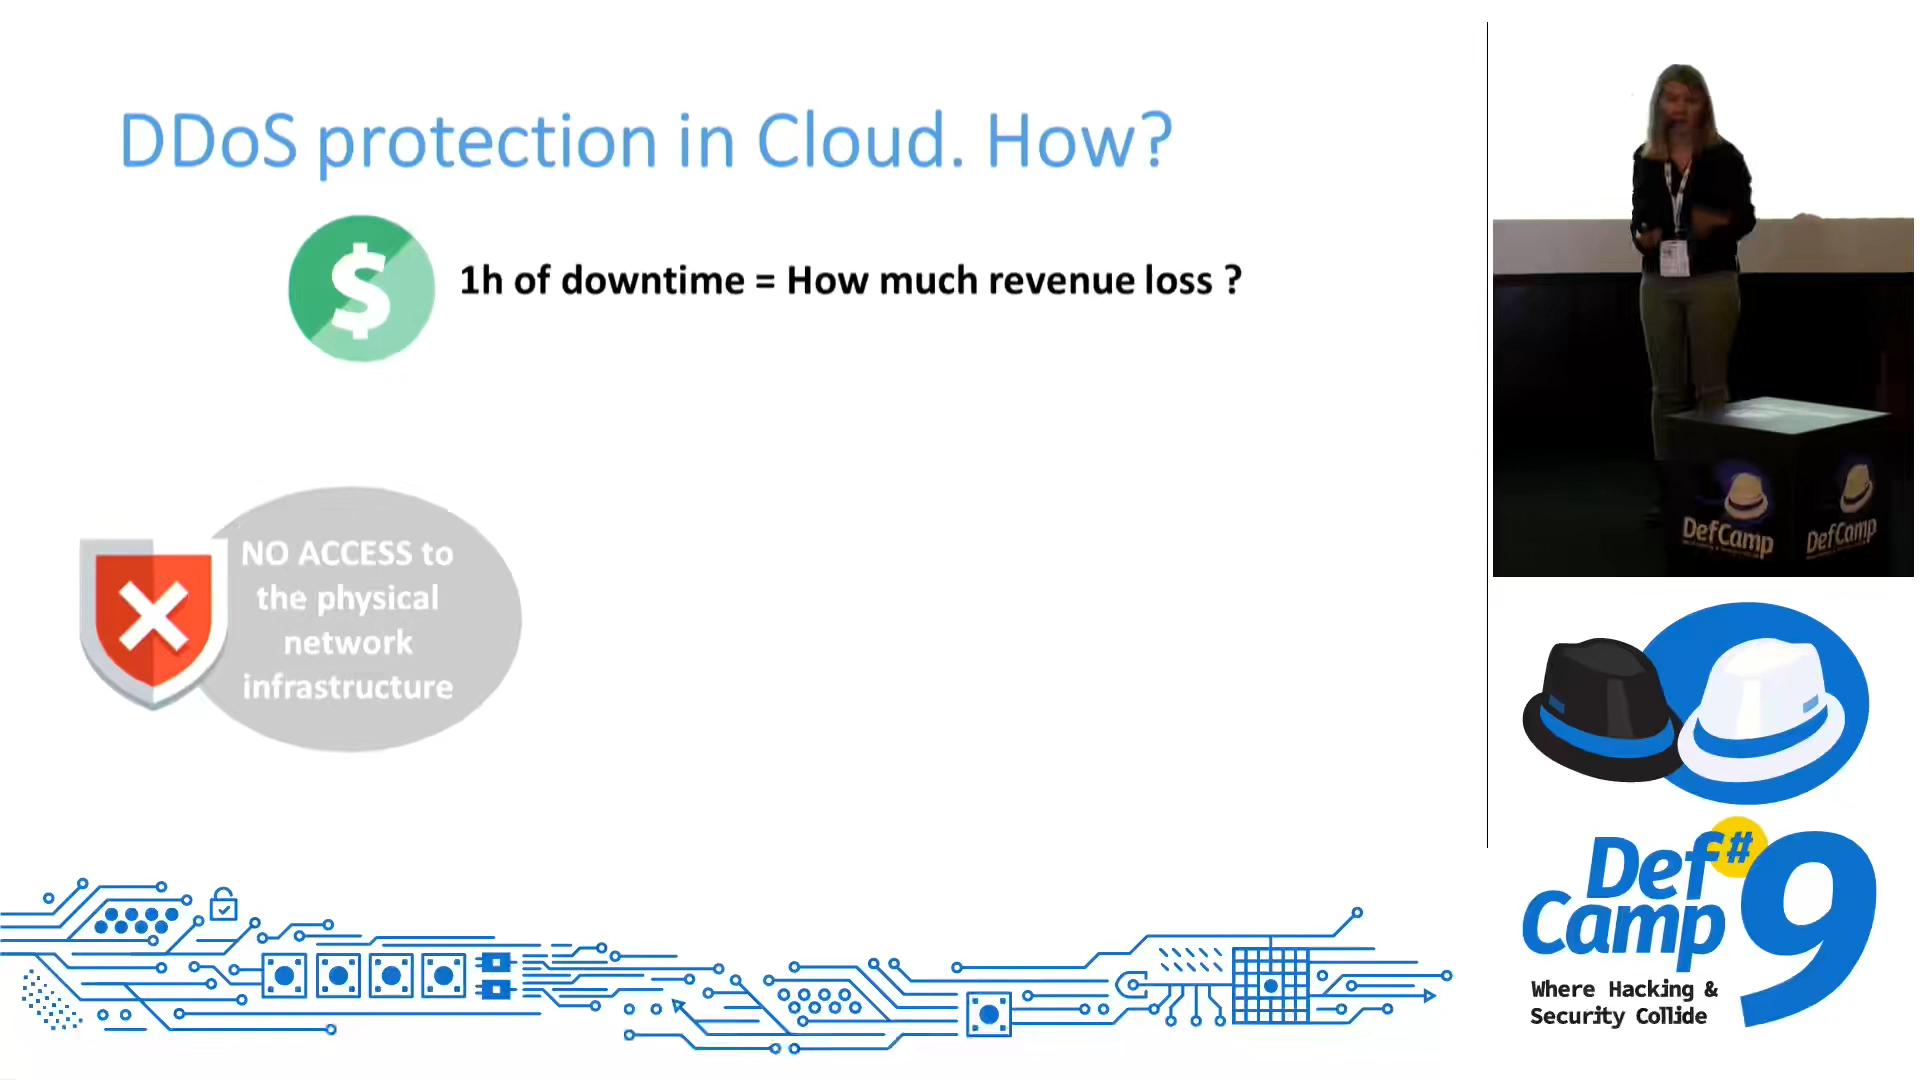 DDoS protection in Cloud. How?
$
1h of downtime = How much revenue loss ?
NO ACCESS to
the physical
network
infrastructure
DefCamp
DefCamp
Def#
Camp 9
Where Hacking &
Security Collide